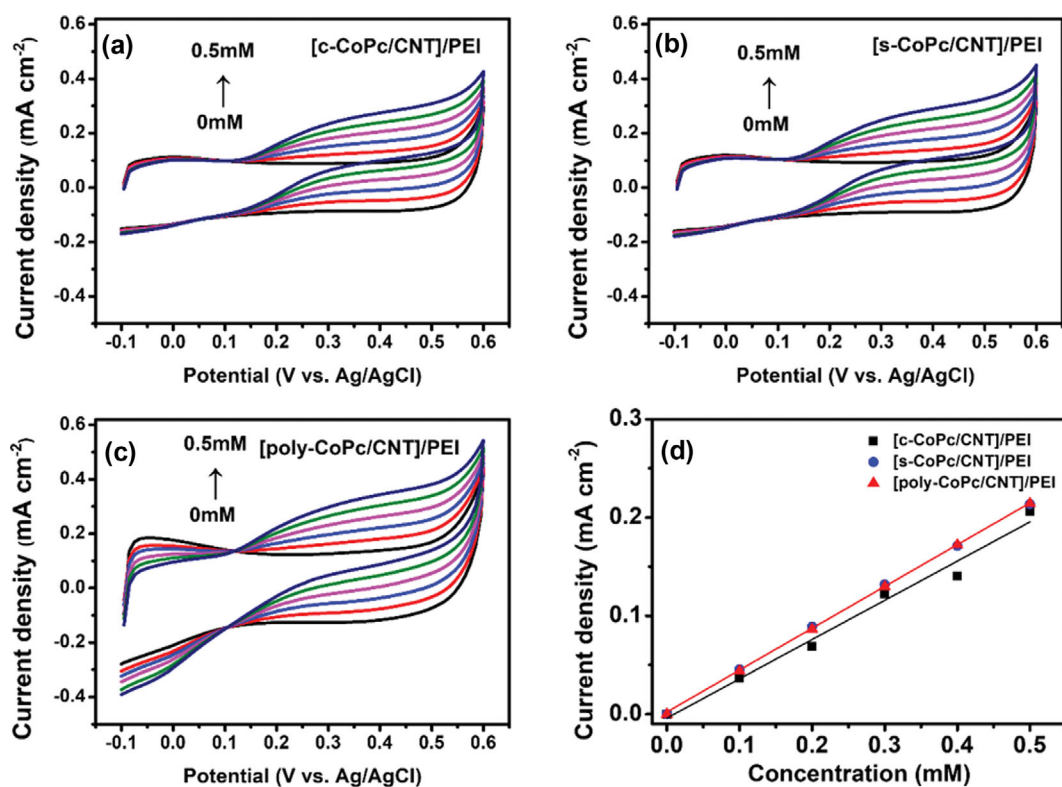 (a)
[c-CoPc/CNT]/PEI
0.5mM
0mM
Current density (mA cm-2)
0.4
0.2
0.0
-0.2
-0.4
-0.1 0.0 0.1 0.2 0.3 0.4 0.5 0.6
Potential (V vs. Ag/AgCl)
(b)
[s-CoPc/CNT]/PEI
0.5mM
0mM
Current density (mA cm-2)
0.6
0.4
0.2
0.0
-0.2
-0.4
-0.1 0.0 0.1 0.2 0.3 0.4 0.5 0.6
Potential (V vs. Ag/AgCl)
(c)
[poly-CoPc/CNT]/PEI
0.5mM
0mM
Current density (mA cm-2)
0.6
0.4
0.2
0.0
-0.2
-0.4
-0.1 0.0 0.1 0.2 0.3 0.4 0.5 0.6
Potential (V vs. Ag/AgCl)
(d)
[c-CoPc/CNT]/PEI
[s-CoPc/CNT]/PEI
[poly-CoPc/CNT]/PEI
Current density (mA cm-2)
0.3
0.2
0.1
0.0
0.0 0.1 0.2 0.3 0.4 0.5
Concentration (mM)